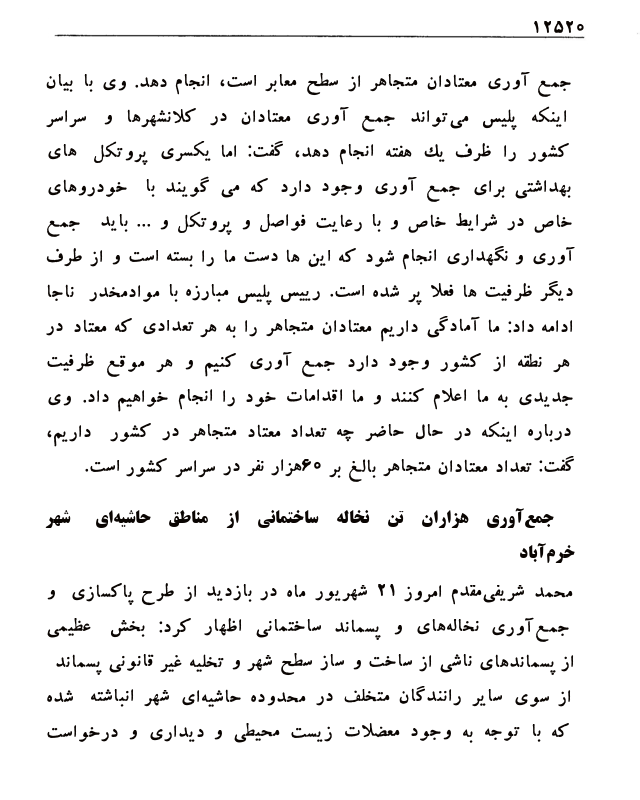 ۱۲۵۲۰
جمع آوری معتادان متجاهر از سطح معابر است، انجام دهد. وی با بیان
اینکه پلیس می‌تواند جمع آوری معتادان در کلانشهرها و سراسر
کشور را ظرف یك هفته انجام دهد، گفت: اما یکسری پروتکل های
بهداشتی برای جمع آوری وجود دارد که می گویند با خودروهای
خاص در شرایط خاص و با رعایت فواصل و پروتکل و ... باید جمع
آوری و نگهداری انجام شود که این ها دست ما را بسته است و از طرف
دیگر ظرفیت ها فعلا پر شده است. رییس پلیس مبارزه با موادمخدر ناجا
ادامه داد: ما آمادگی داریم معتادان متجاهر را به هر تعدادی که معتاد در
هر نطقه از کشور وجود دارد جمع آوری کنیم و هر موقع ظرفیت
جدیدی به ما اعلام کنند و ما اقدامات خود را انجام خواهیم داد. وی
درباره اینکه در حال حاضر چه تعداد معتاد متجاهر در کشور داریم،
گفت: تعداد معتادان متجاهر بالغ بر ۶۰هزار نفر در سراسر کشور است.
جمع‌آوری هزاران تن نخاله ساختمانی از مناطق حاشیه‌ای شهر
خرم‌آباد
محمد شریفی‌مقدم امروز ۲۱ شهریور ماه در بازدید از طرح پاکسازی و
جمع‌آوری نخاله‌های و پسماند ساختمانی اظهار کرد: بخش عظیمی
از پسماندهای ناشی از ساخت و ساز سطح شهر و تخلیه غیر قانونی پسماند
از سوی سایر رانندگان متخلف در محدوده حاشیه‌ای شهر انباشته شده
که با توجه به وجود معضلات زیست محیطی و دیداری و درخواست